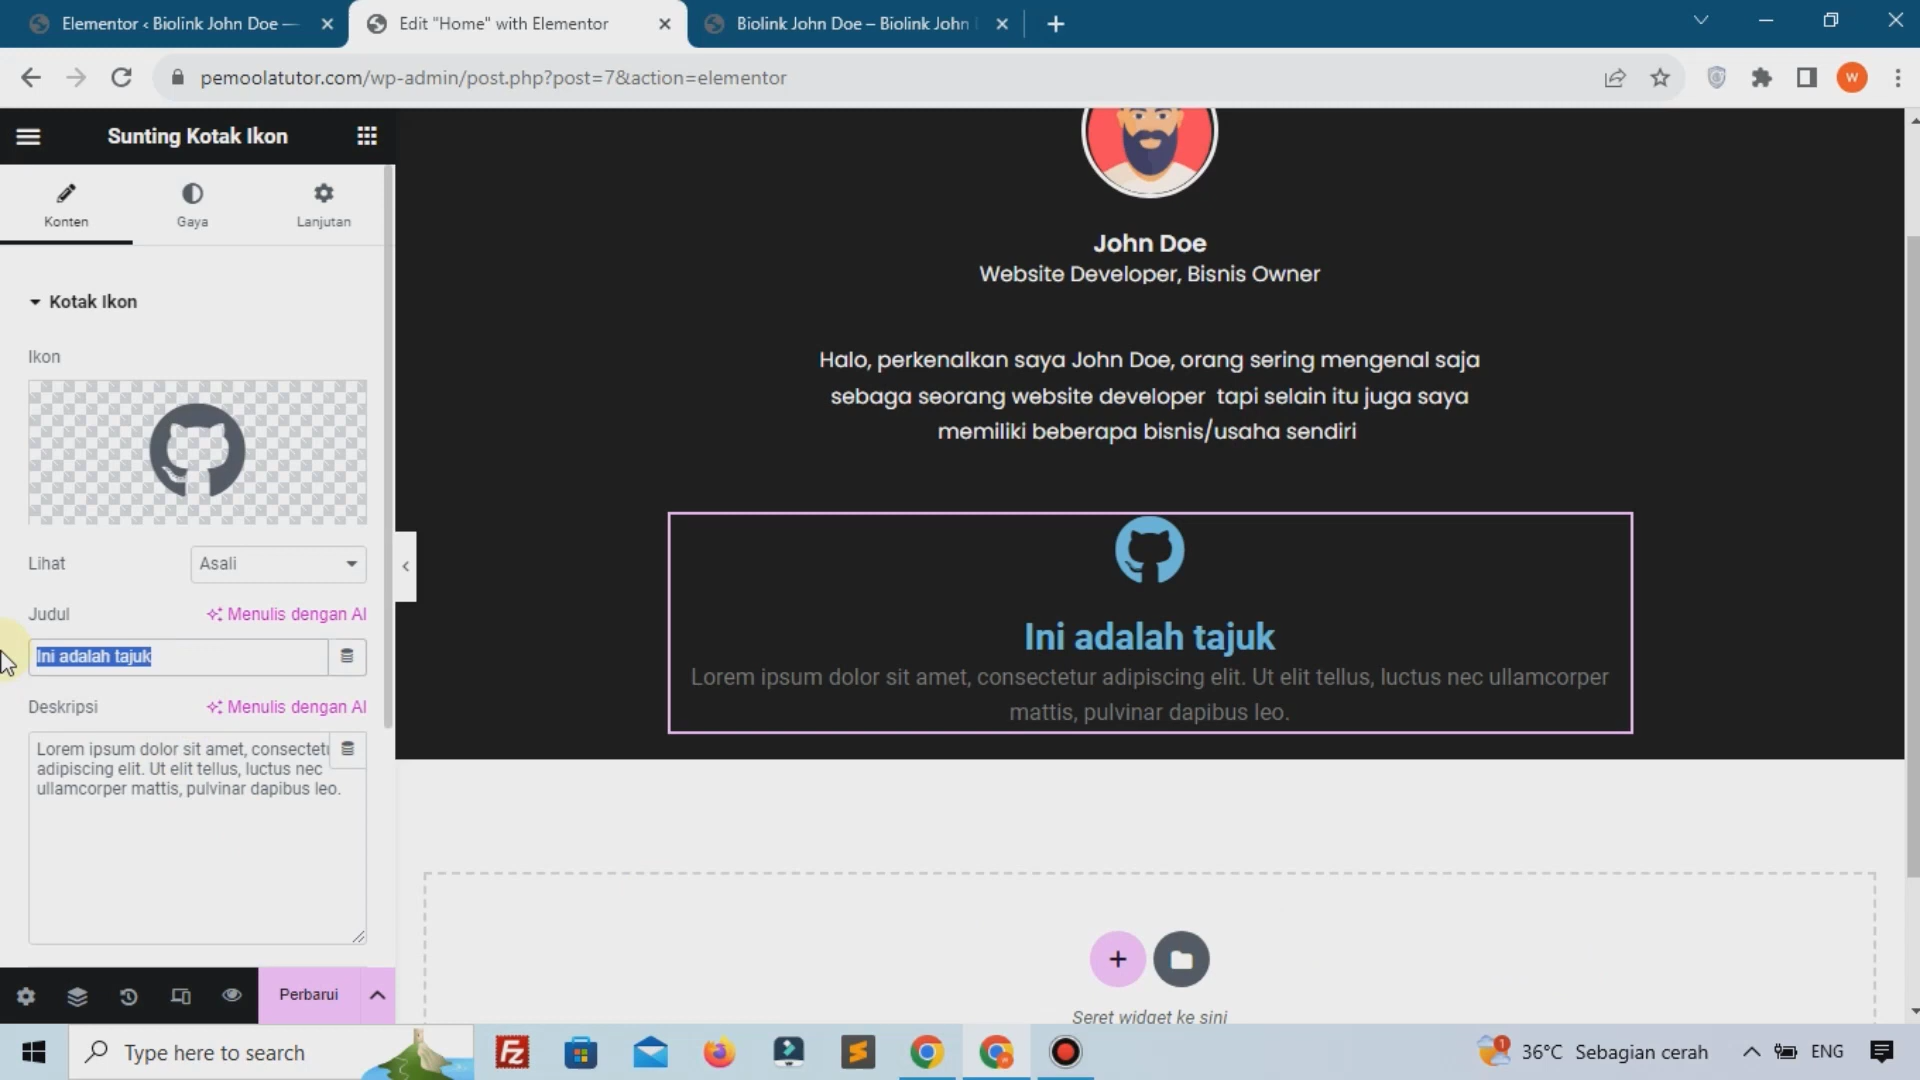 Elementor ‹ Biolink John Doe —
Edit "Home" with Elementor
Biolink John Doe – Biolink John
pemoolatutor.com/wp-admin/post.php?post=7&action=elementor
W
Sunting Kotak Ikon
Konten
Gaya
Lanjutan
Kotak Ikon
Ikon
Lihat
Asali
Judul
Menulis dengan AI
Ini adalah tajuk
Deskripsi
Menulis dengan AI
Lorem ipsum dolor sit amet, consectetu
adipiscing elit. Ut elit tellus, luctus nec
ullamcorper mattis, pulvinar dapibus leo.
Perbarui
John Doe
Website Developer, Bisnis Owner
Halo, perkenalkan saya John Doe, orang sering mengenal saja
sebaga seorang website developer tapi selain itu juga saya
memiliki beberapa bisnis/usaha sendiri
Ini adalah tajuk
Lorem ipsum dolor sit amet, consectetur adipiscing elit. Ut elit tellus, luctus nec ullamcorper
mattis, pulvinar dapibus leo.
Seret widget ke sini
Type here to search
Fz
1
36°C Sebagian cerah
ENG